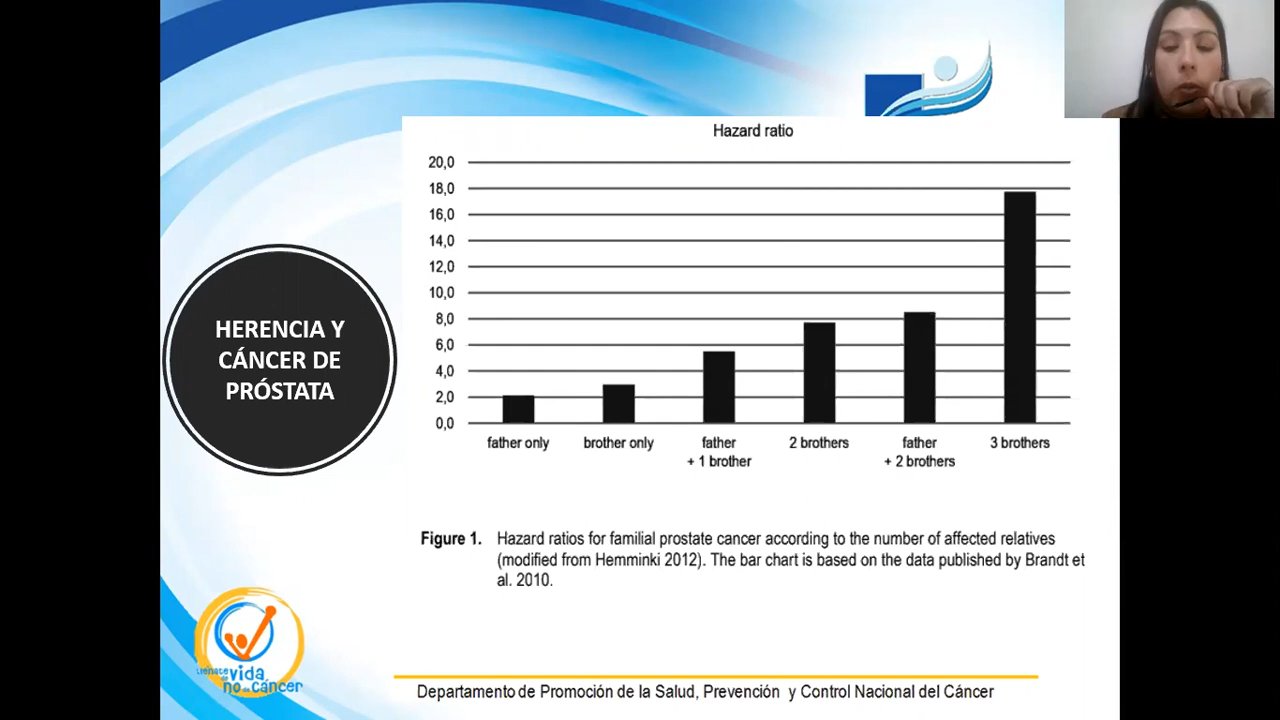 Hazard ratio
20,0
18,0
16,0
14,0
12,0
10,0
8,0
6,0
4,0
2,0
0,0
father only
brother only
father
+ 1 brother
2 brothers
father
+ 2 brothers
3 brothers
HERENCIA Y
CÁNCER DE
PRÓSTATA
Figure 1. Hazard ratios for familial prostate cancer according to the number of affected relatives
(modified from Hemminki 2012). The bar chart is based on the data published by Brandt et
al. 2010.
vida
no cáncer
Departamento de Promoción de la Salud, Prevención y Control Nacional del Cáncer